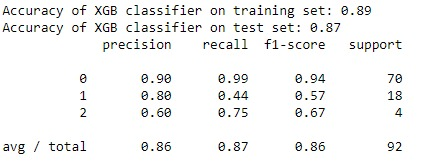 Accuracy of XGB classifier on training set: 0.89
Accuracy of XGB classifier on test set: 0.87
precision recall f1-score support
0 0.90 0.99 0.94 70
1 0.80 0.44 0.57 18
2 0.60 0.75 0.67 4
avg / total 0.86 0.87 0.86 92